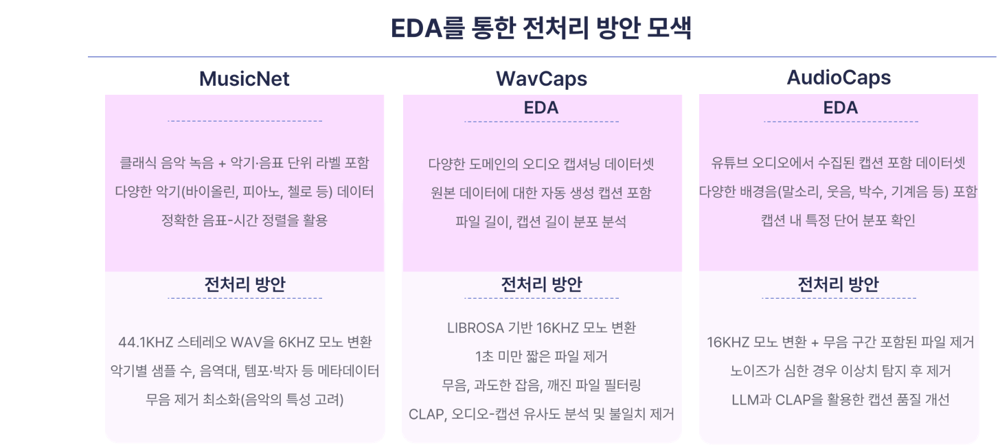 EDA를 통한 전처리 방안 모색
MusicNet
클래식 음악 녹음 + 악기·음표 단위 라벨 포함
다양한 악기(바이올린, 피아노, 첼로 등) 데이터
정확한 음표-시간 정렬을 활용
전처리 방안
44.1KHZ 스테레오 WAV을 6KHZ 모노 변환
악기별 샘플 수, 음역대, 템포·박자 등 메타데이터
무음 제거 최소화(음악의 특성 고려)
WavCaps
EDA
다양한 도메인의 오디오 캡셔닝 데이터셋
원본 데이터에 대한 자동 생성 캡션 포함
파일 길이, 캡션 길이 분포 분석
전처리 방안
LIBROSA 기반 16KHZ 모노 변환
1초 미만 짧은 파일 제거
무음, 과도한 잡음, 깨진 파일 필터링
CLAP, 오디오-캡션 유사도 분석 및 불일치 제거
AudioCaps
EDA
유튜브 오디오에서 수집된 캡션 포함 데이터셋
다양한 배경음(말소리, 웃음, 박수, 기계음 등) 포함
캡션 내 특정 단어 분포 확인
전처리 방안
16KHZ 모노 변환 + 무음 구간 포함된 파일 제거
노이즈가 심한 경우 이상치 탐지 후 제거
LLM과 CLAP을 활용한 캡션 품질 개선